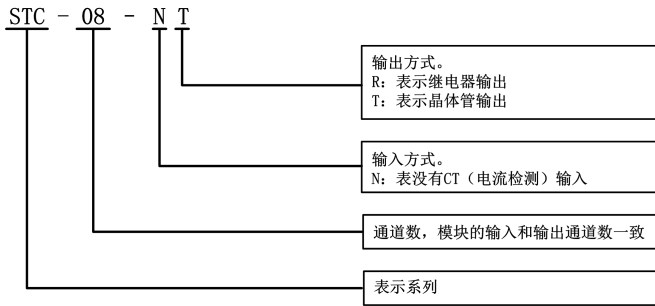 STC - 08 - N T
输出方式。
R: 表示继电器输出
T: 表示晶体管输出
输入方式。
N: 表没有CT（电流检测）输入
通道数，模块的输入和输出通道数一致
表示系列